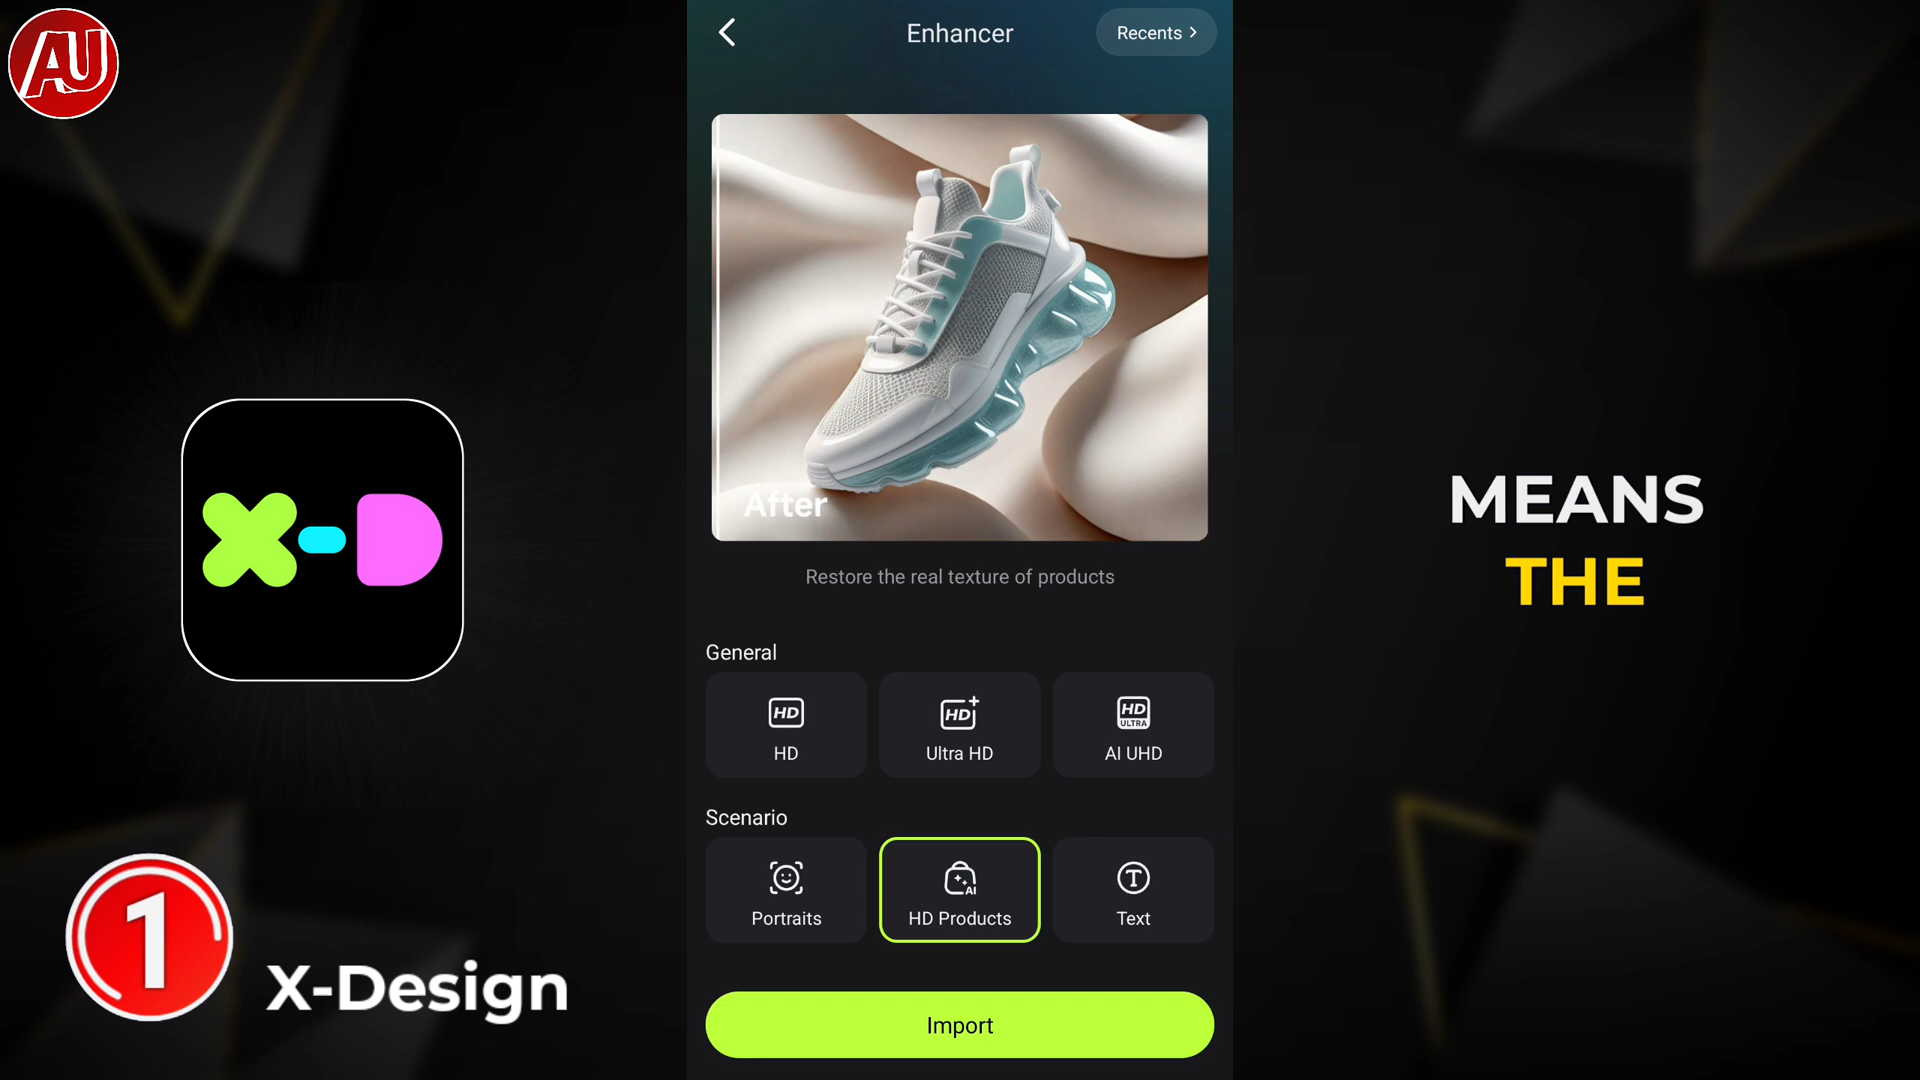 AU
Enhancer
Recents >
After
Restore the real texture of products
General
HD
HD
HD+
Ultra HD
HD
ULTRA
AI UHD
Scenario
Portraits
AI
HD Products
T
Text
Import
X-D
1
X-Design
MEANS
THE